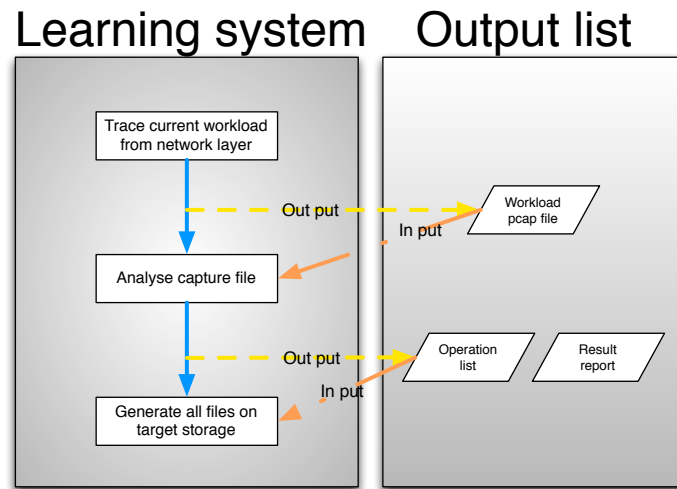 Learning system
Output list
Trace current workload
from network layer
Out put
Workload
pcap file
In put
Analyse capture file
Out put
Operation
list
Result
report
In put
Generate all files on
target storage